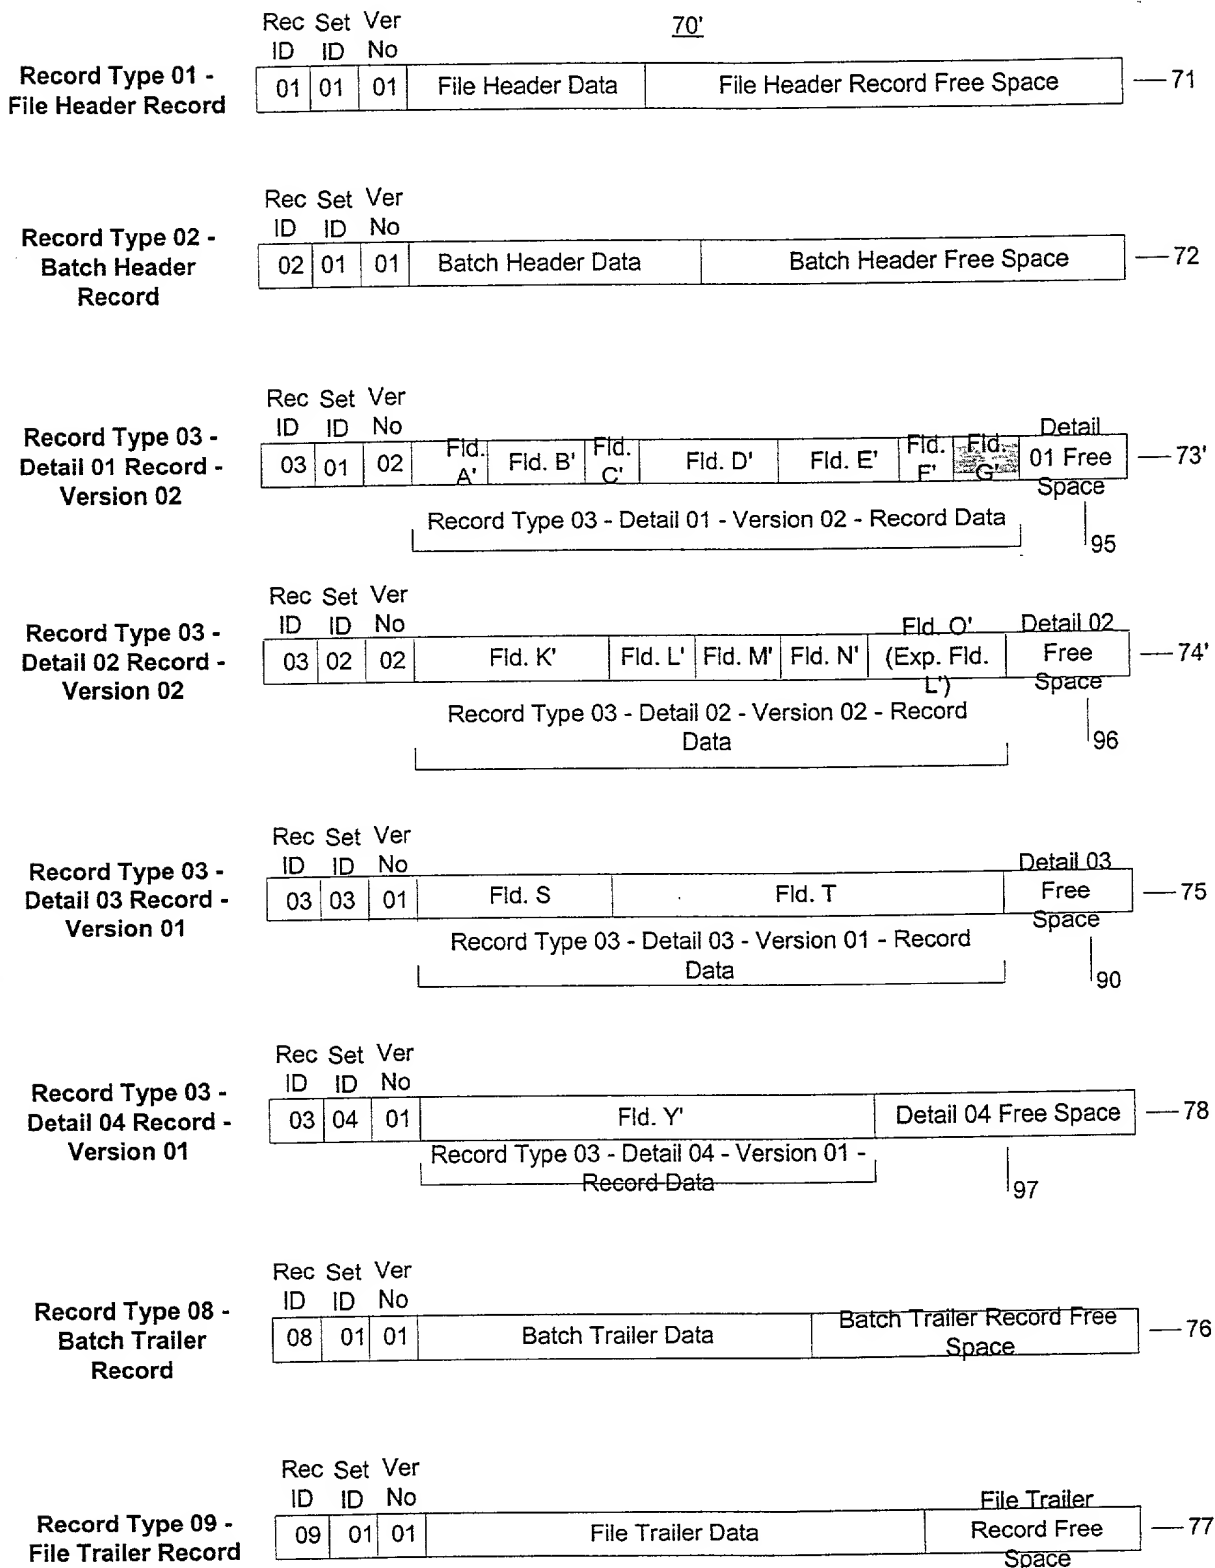 70'
Rec Set Ver
ID ID No
Record Type 01 -
File Header Record
01 01 01 File Header Data File Header Record Free Space 71
Rec Set Ver
ID ID No
Record Type 02 -
Batch Header
Record
02 01 01 Batch Header Data Batch Header Free Space 72
Rec Set Ver
ID ID No
Record Type 03 -
Detail 01 Record -
Version 02
03 01 02 Fld. A' Fld. B' Fld. C' Fld. D' Fld. E' Fld. F' Fld. G' Detail 01 Free Space 73'
Record Type 03 - Detail 01 - Version 02 - Record Data
95
Rec Set Ver
ID ID No
Record Type 03 -
Detail 02 Record -
Version 02
03 02 02 Fld. K' Fld. L' Fld. M' Fld. N' Fld. O' (Exp. Fld. L') Detail 02 Free Space 74'
Record Type 03 - Detail 02 - Version 02 - Record
Data
96
Rec Set Ver
ID ID No
Record Type 03 -
Detail 03 Record -
Version 01
03 03 01 Fld. S Fld. T Detail 03 Free Space 75
Record Type 03 - Detail 03 - Version 01 - Record
Data
90
Rec Set Ver
ID ID No
Record Type 03 -
Detail 04 Record -
Version 01
03 04 01 Fld. Y' Detail 04 Free Space 78
Record Type 03 - Detail 04 - Version 01 -
Record Data
97
Rec Set Ver
ID ID No
Record Type 08 -
Batch Trailer
Record
08 01 01 Batch Trailer Data Batch Trailer Record Free Space 76
Rec Set Ver
ID ID No
Record Type 09 -
File Trailer Record
09 01 01 File Trailer Data File Trailer Record Free Space 77